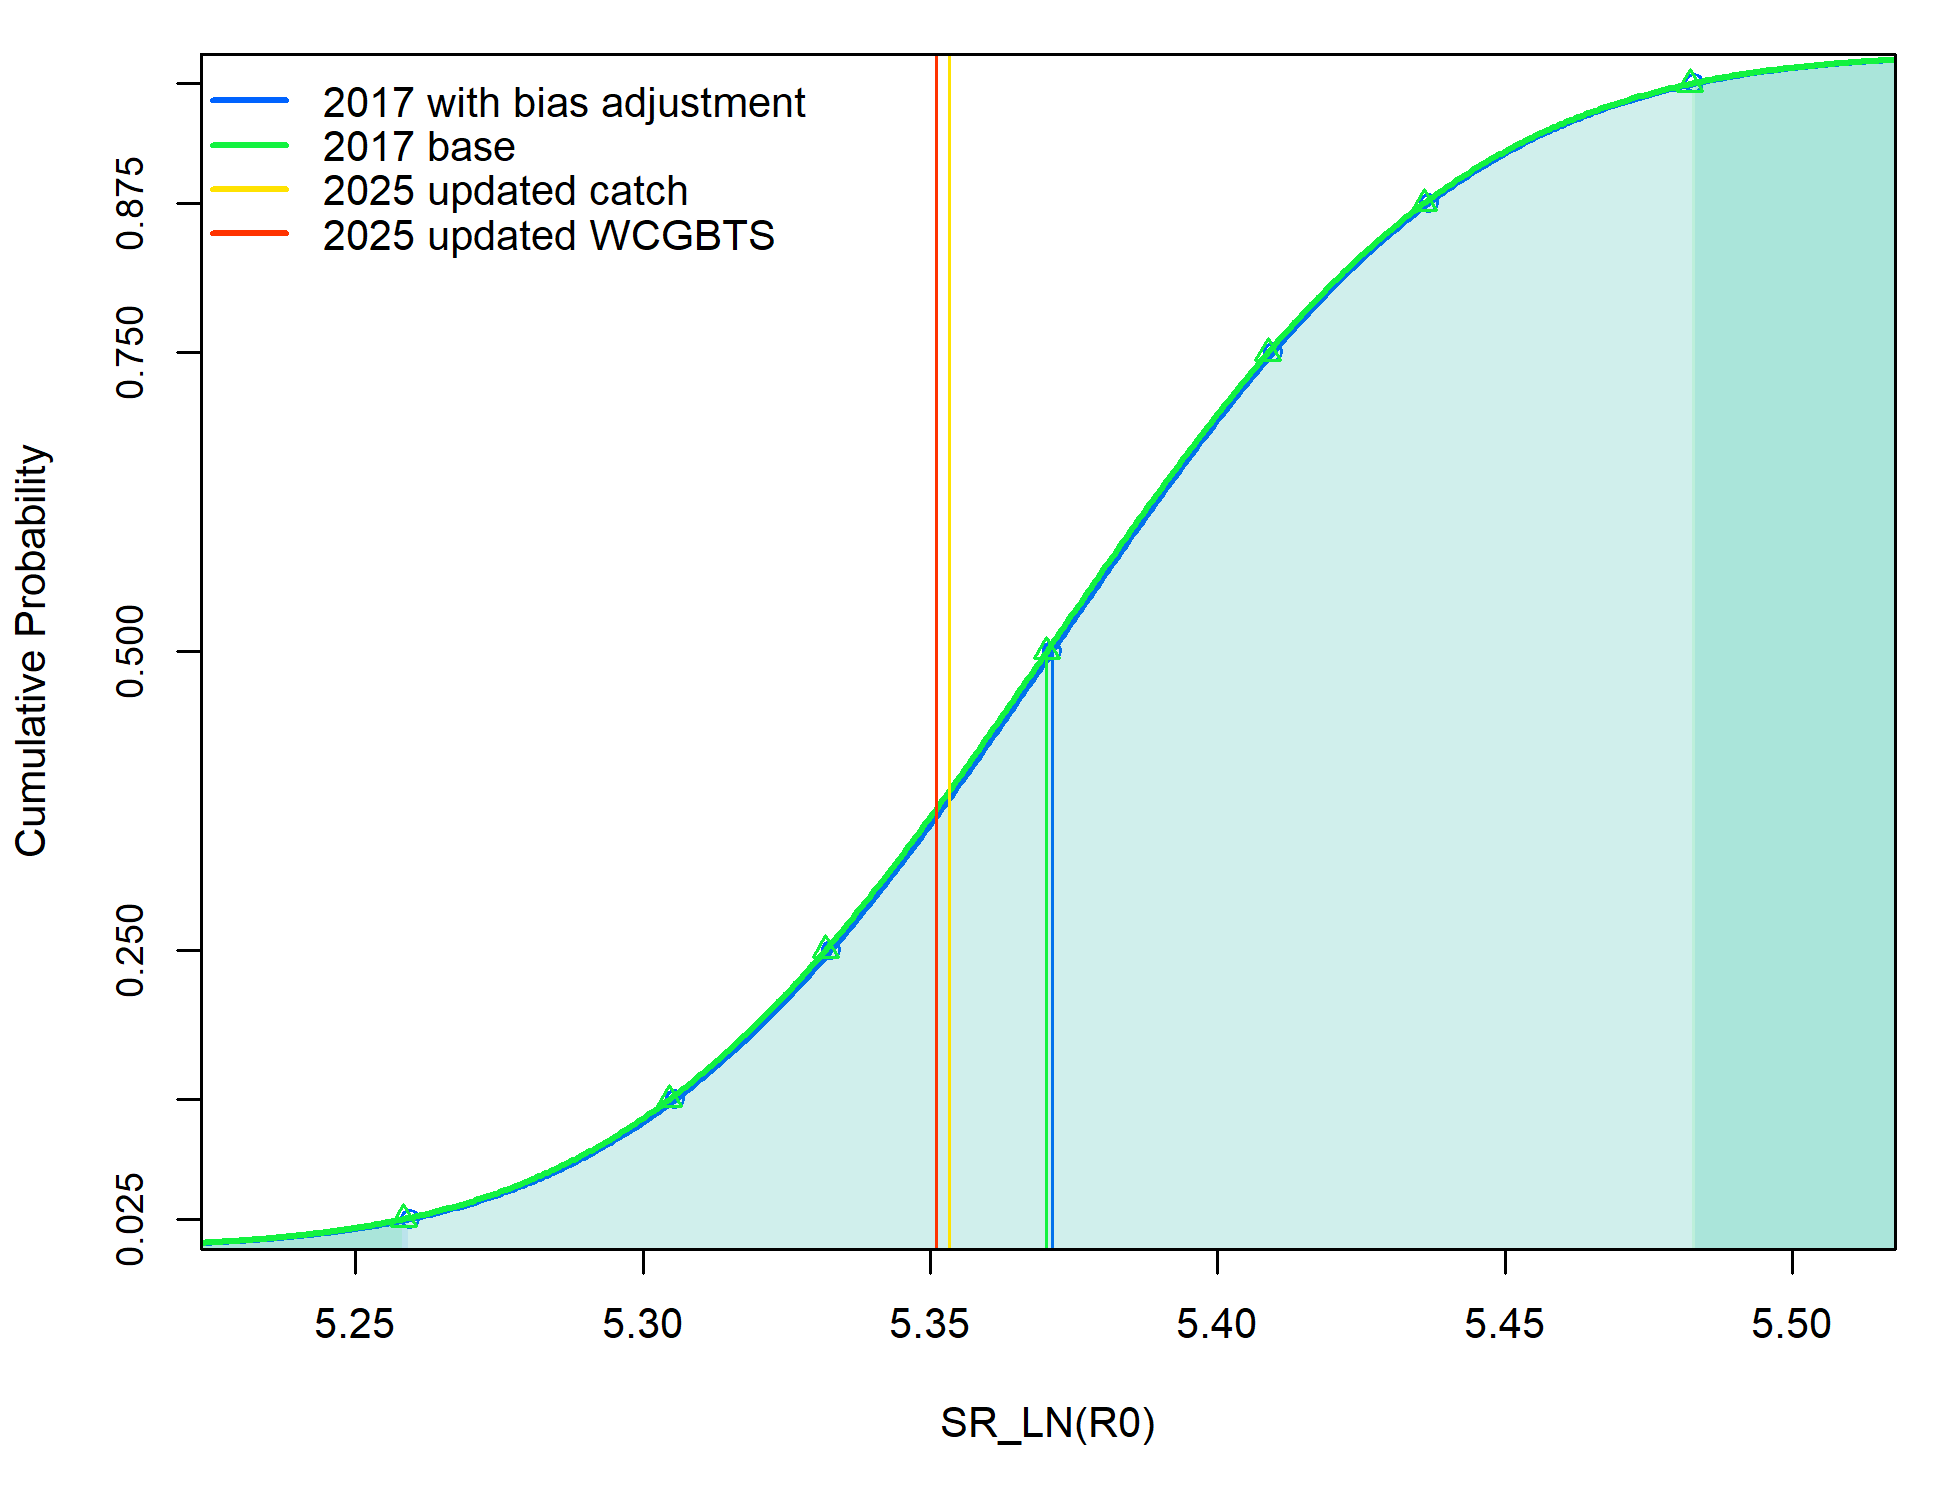 2017 with bias adjustment
2017 base
2025 updated catch
2025 updated WCGBTS
Cumulative Probability
0.875
0.750
0.500
0.250
0.025
5.25 5.30 5.35 5.40 5.45 5.50
SR_LN(R0)